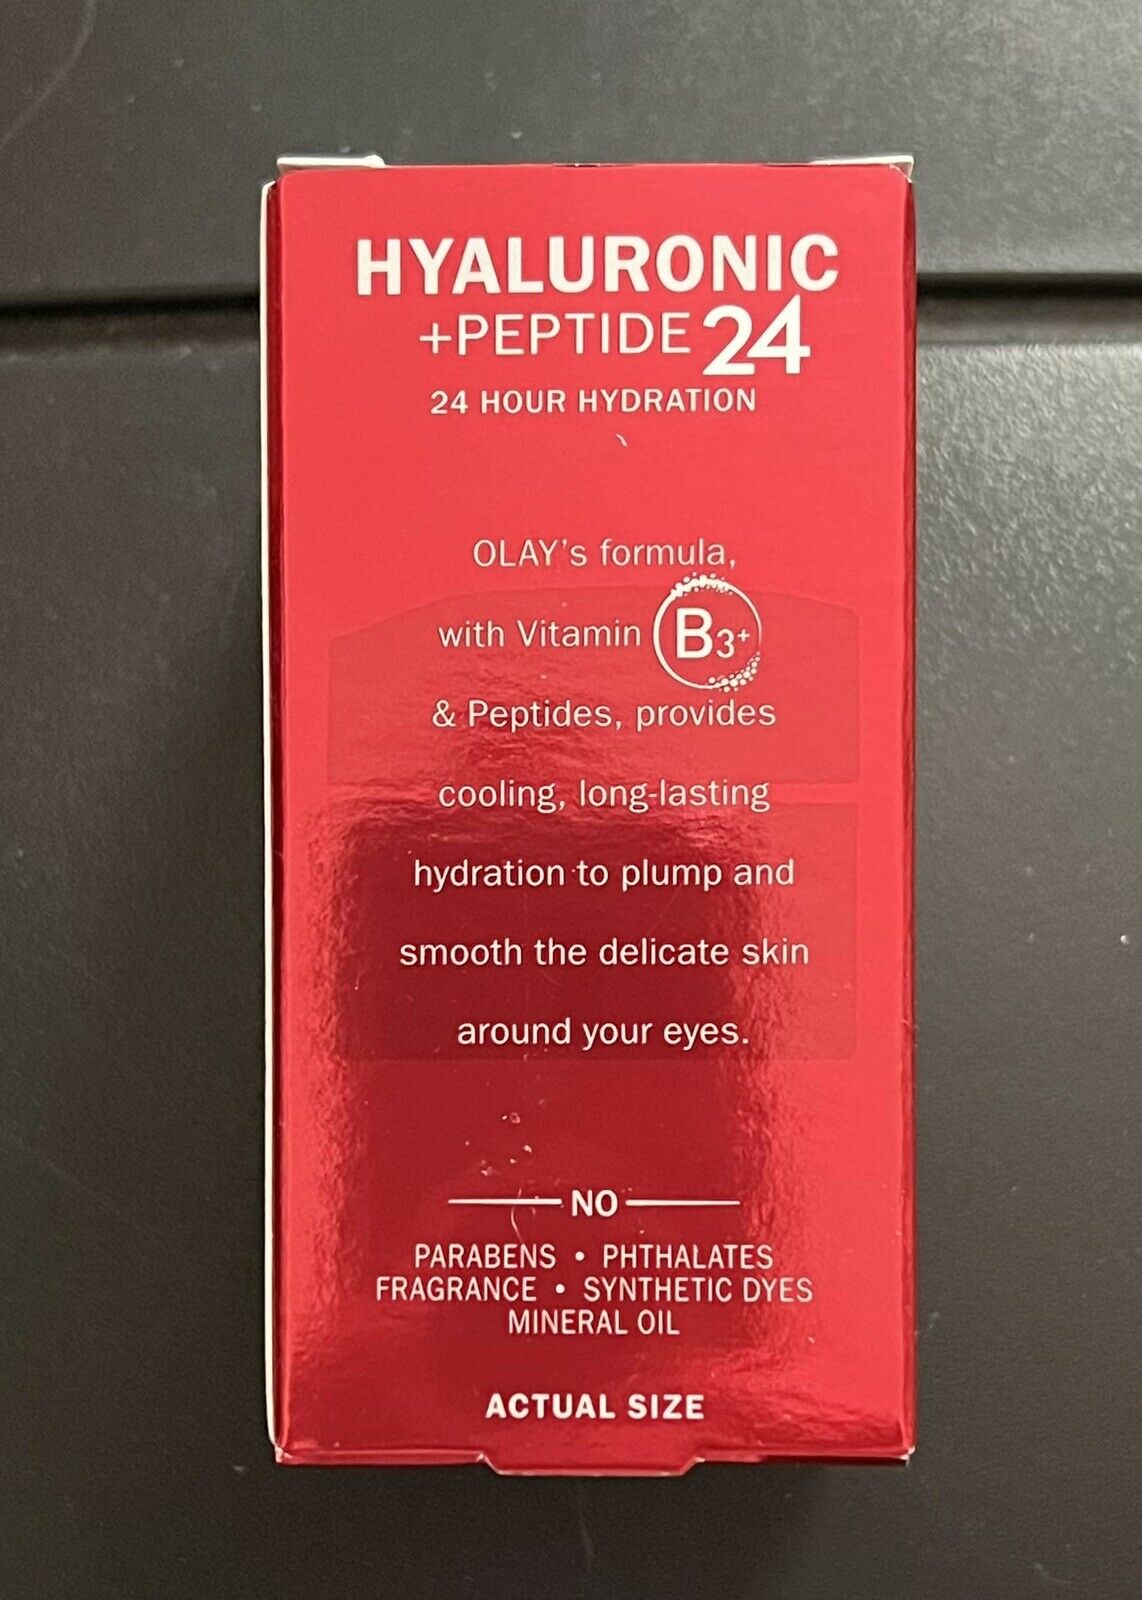 HYALURONIC
+PEPTIDE 24
24 HOUR HYDRATION
OLAY's formula,
with Vitamin B3+
& Peptides, provides
cooling, long-lasting
hydration to plump and
smooth the delicate skin
around your eyes.
NO
PARABENS • PHTHALATES
FRAGRANCE • SYNTHETIC DYES
MINERAL OIL
ACTUAL SIZE